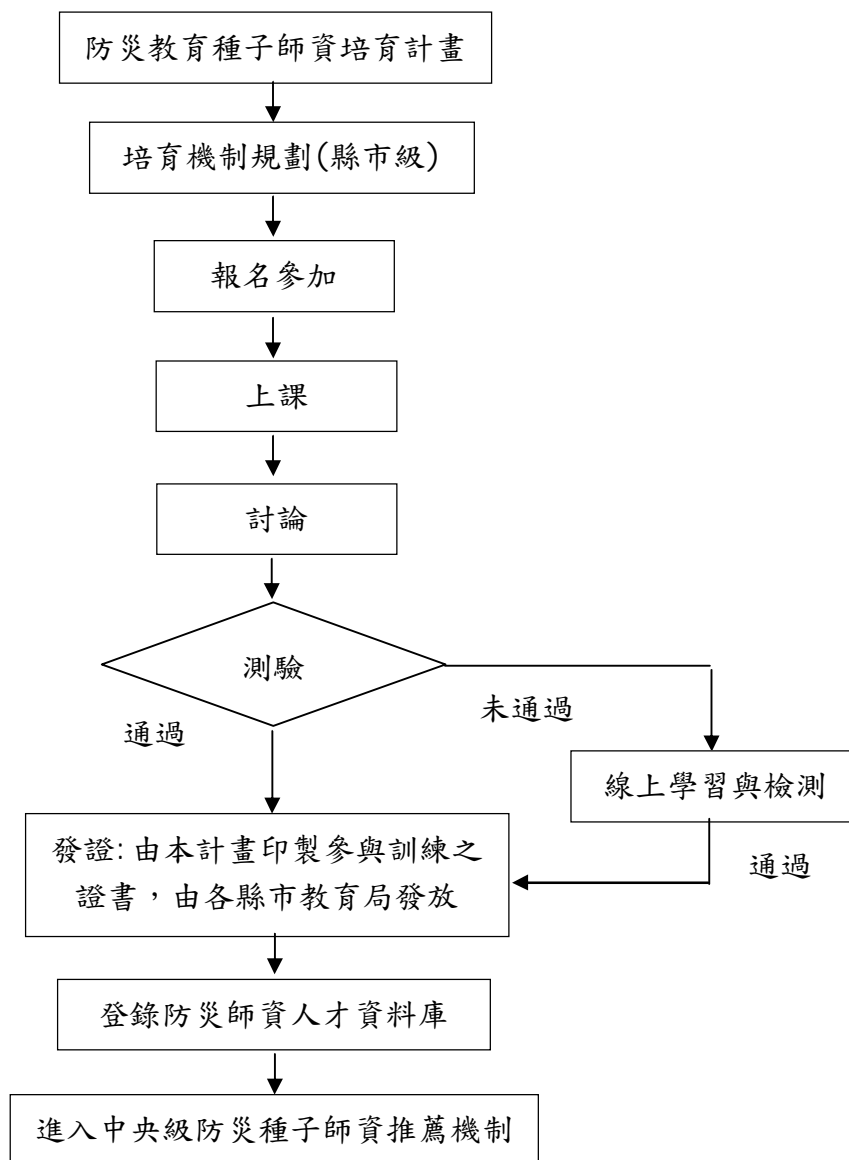 防災教育種子師資培育計畫
培育機制規劃(縣市級)
報名參加
上課
討論
測驗
未通過
通過
線上學習與檢測
發證:由本計畫印製參與訓練之
證書，由各縣市教育局發放
通過
登錄防災師資人才資料庫
進入中央級防災種子師資推薦機制